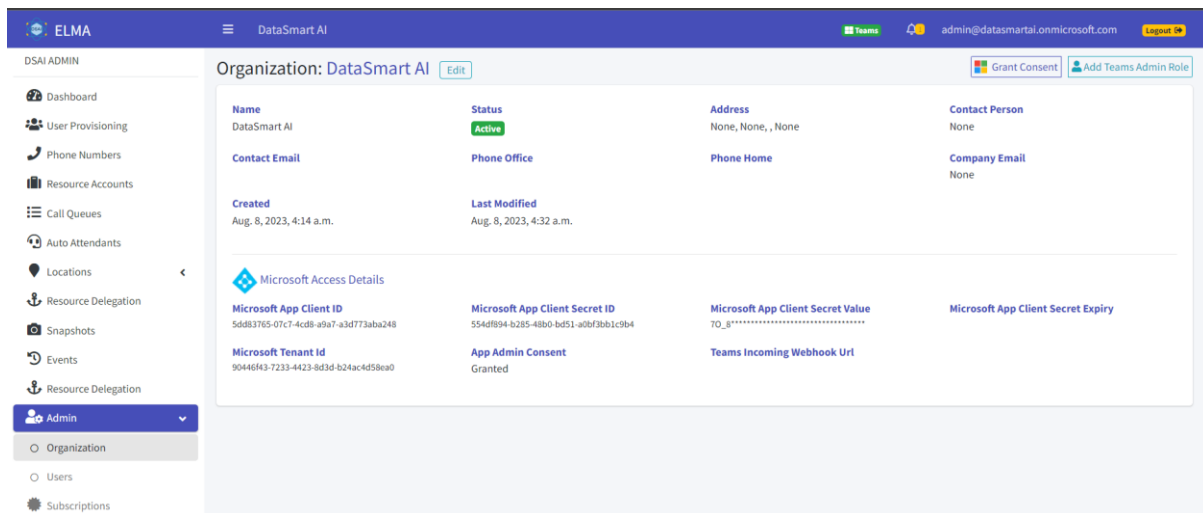 ELMA
DataSmart AI
Teams
admin@datasmartai.onmicrosoft.com
Logout
DSAI ADMIN
Dashboard
User Provisioning
Phone Numbers
Resource Accounts
Call Queues
Auto Attendants
Locations
Resource Delegation
Snapshots
Events
Resource Delegation
Admin
Organization
Users
Subscriptions
Organization: DataSmart AI Edit
Grant Consent
Add Teams Admin Role
Name Status Address Contact Person
DataSmart AI Active None, None, , None None
Contact Email Phone Office Phone Home Company Email
None
Created Last Modified
Aug. 8, 2023, 4:14 a.m. Aug. 8, 2023, 4:32 a.m.
Microsoft Access Details
Microsoft App Client ID Microsoft App Client Secret ID Microsoft App Client Secret Value Microsoft App Client Secret Expiry
5dd83765-07c7-4cd8-a9a7-a3d773aba248 554df894-b285-48b0-bd51-a0bf3bb1c9b4 7O_8**********************************
Microsoft Tenant Id App Admin Consent Teams Incoming Webhook Url
90446f43-7233-4423-8d3d-b24ac4d58ea0 Granted